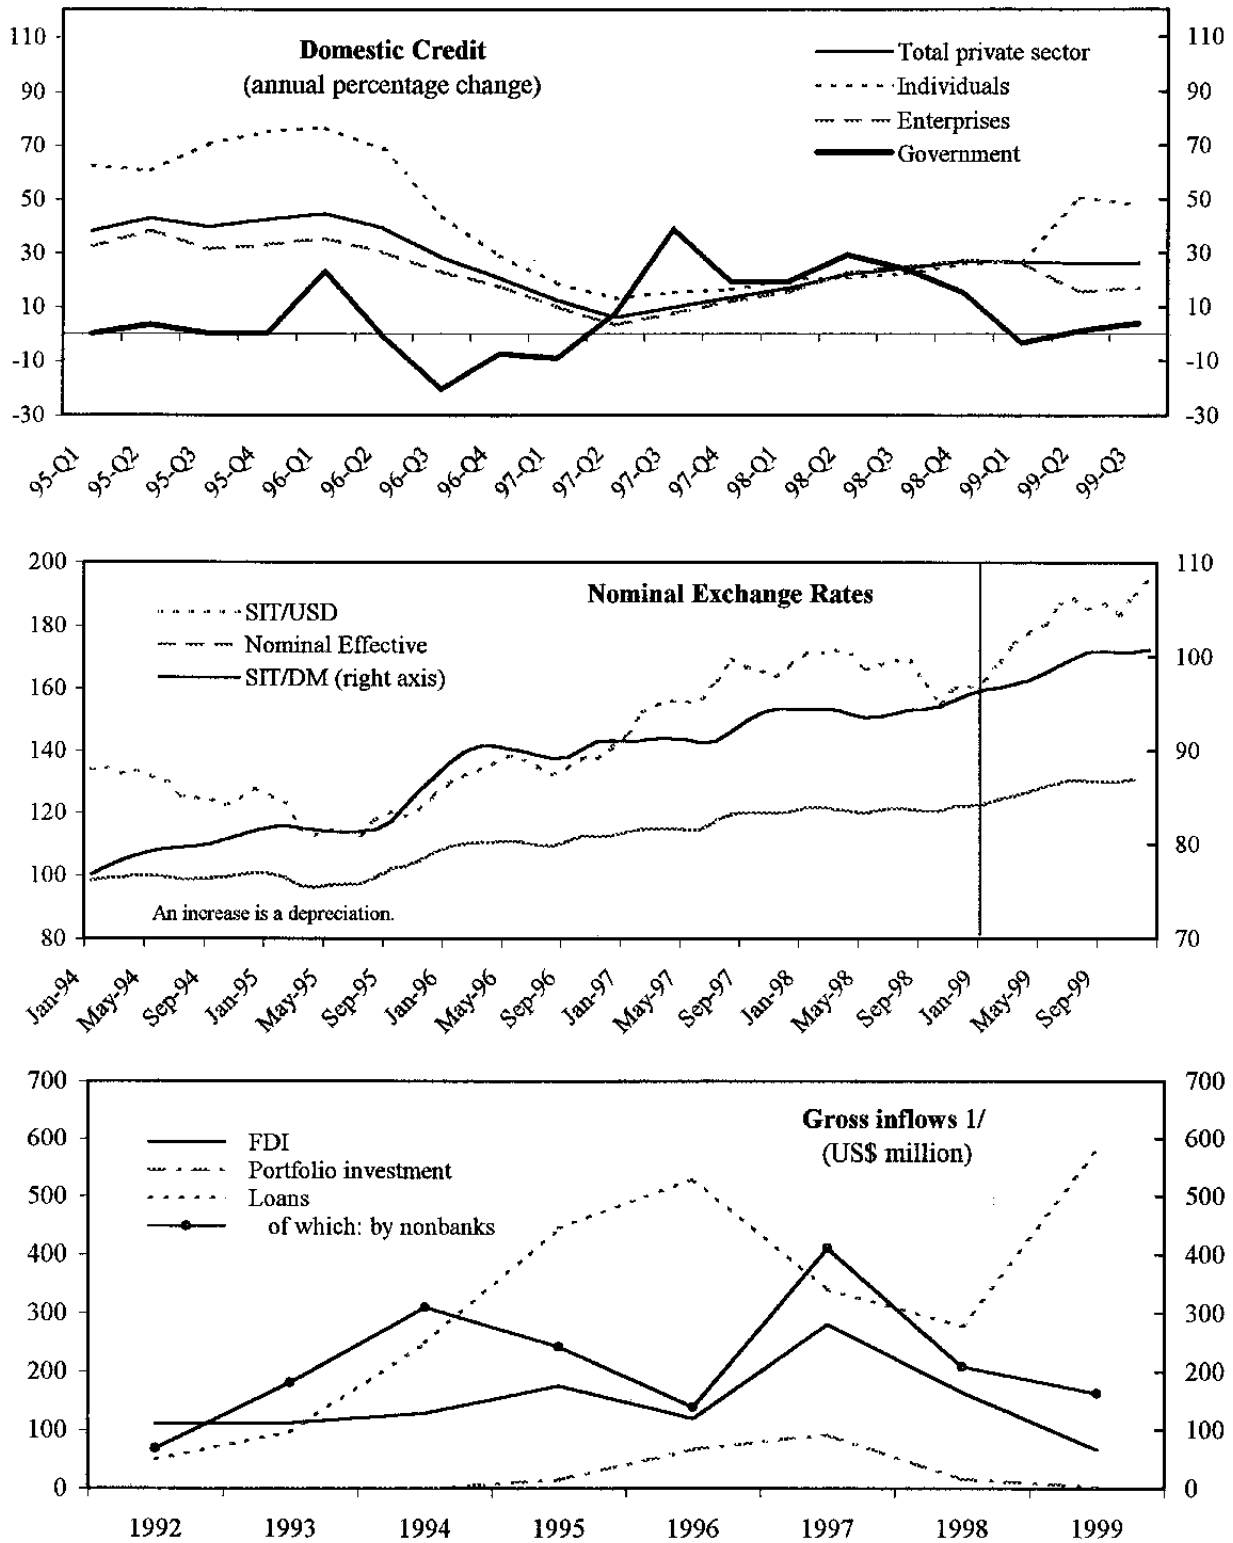 Domestic Credit
(annual percentage change)
Total private sector
Individuals
Enterprises
Government
110
90
70
50
30
10
-10
-30
110
90
70
50
30
10
-10
-30
95-Q1
95-Q2
95-Q3
95-Q4
96-Q1
96-Q2
96-Q3
96-Q4
97-Q1
97-Q2
97-Q3
97-Q4
98-Q1
98-Q2
98-Q3
98-Q4
99-Q1
99-Q2
99-Q3
Nominal Exchange Rates
SIT/USD
Nominal Effective
SIT/DM (right axis)
An increase is a depreciation.
200
180
160
140
120
100
80
110
100
90
80
70
Jan-94
May-94
Sep-94
Jan-95
May-95
Sep-95
Jan-96
May-96
Sep-96
Jan-97
May-97
Sep-97
Jan-98
May-98
Sep-98
Jan-99
May-99
Sep-99
Gross inflows 1/
(US$ million)
FDI
Portfolio investment
Loans
of which: by nonbanks
700
600
500
400
300
200
100
0
700
600
500
400
300
200
100
0
1992
1993
1994
1995
1996
1997
1998
1999